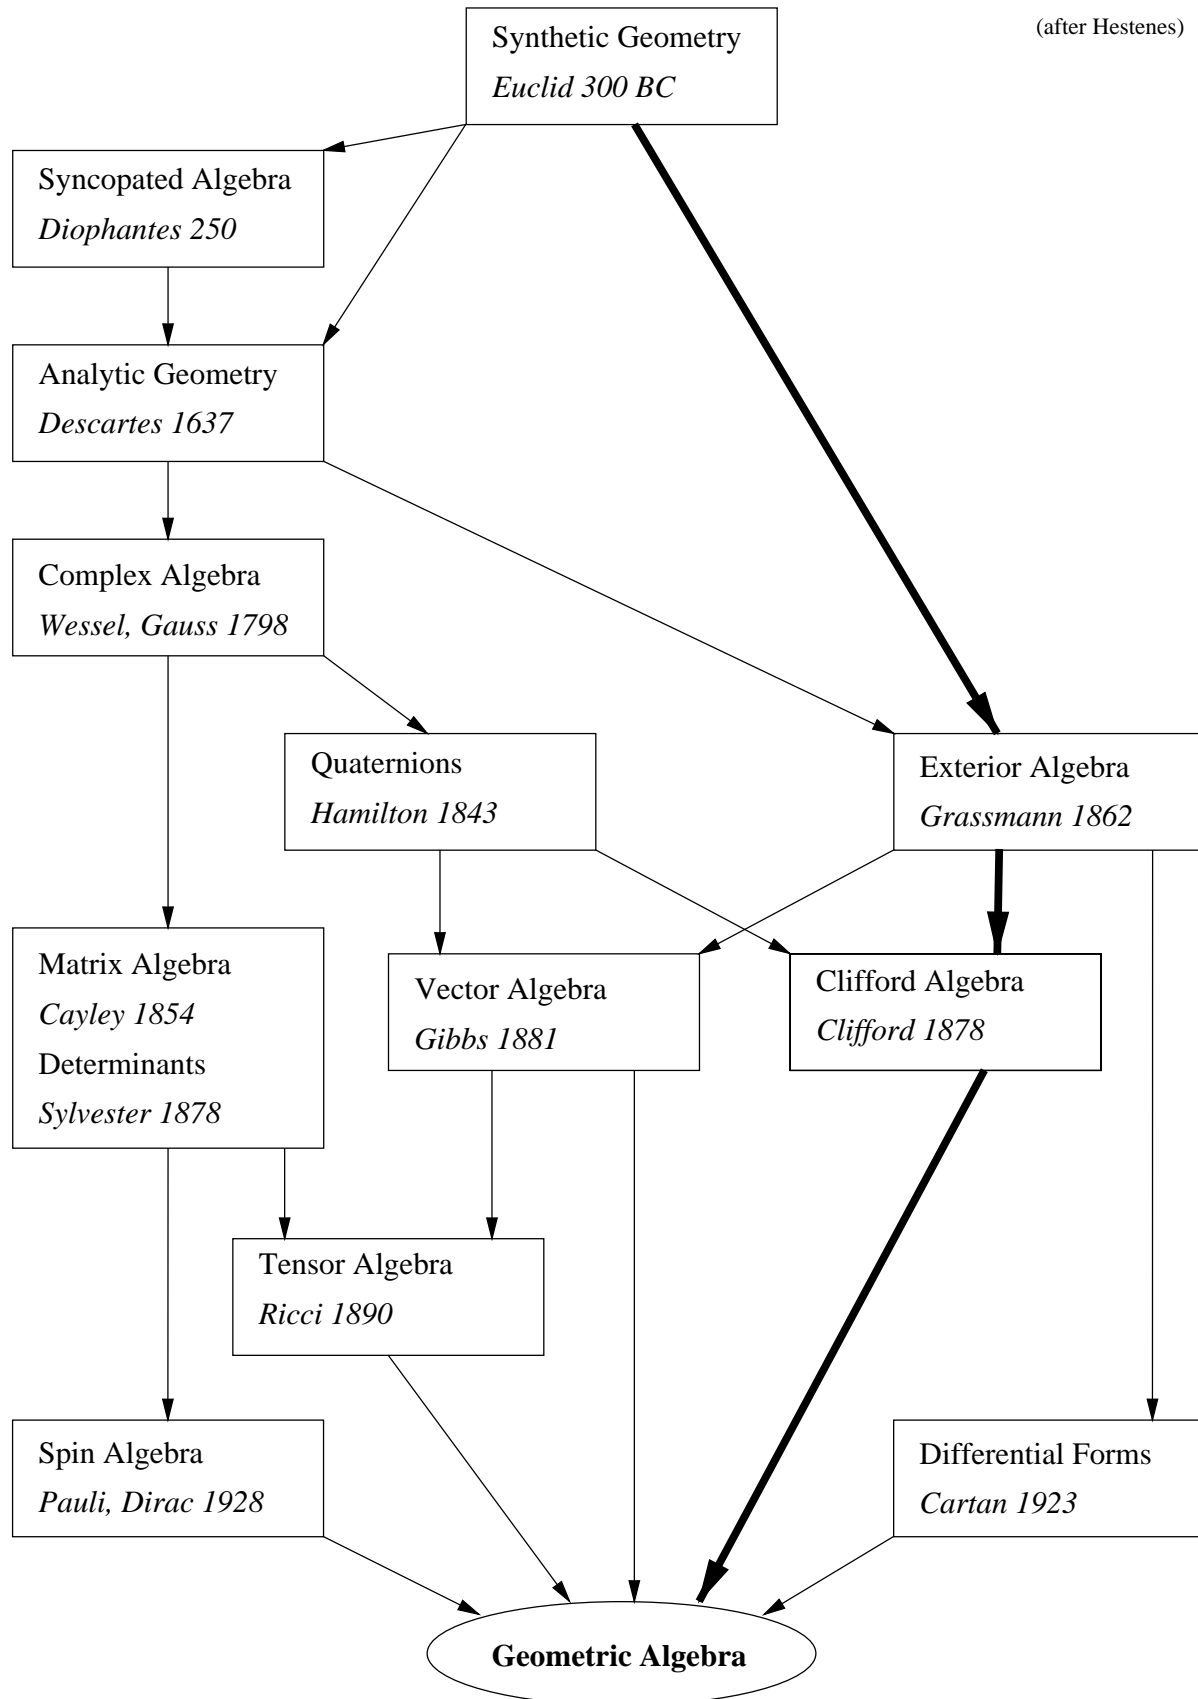 (after Hestenes)
Synthetic Geometry
Euclid 300 BC
Syncopated Algebra
Diophantes 250
Analytic Geometry
Descartes 1637
Complex Algebra
Wessel, Gauss 1798
Quaternions
Hamilton 1843
Exterior Algebra
Grassmann 1862
Matrix Algebra
Cayley 1854
Determinants
Sylvester 1878
Vector Algebra
Gibbs 1881
Clifford Algebra
Clifford 1878
Tensor Algebra
Ricci 1890
Spin Algebra
Pauli, Dirac 1928
Differential Forms
Cartan 1923
Geometric Algebra